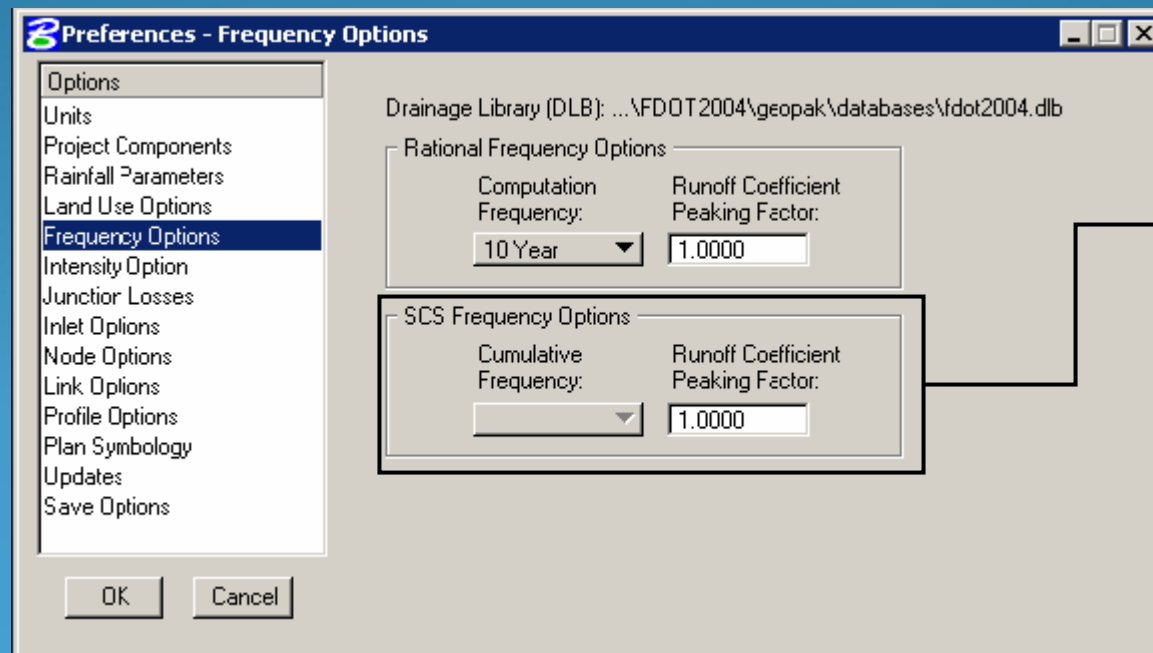 Preferences - Frequency Options
Options
Units
Project Components
Rainfall Parameters
Land Use Options
Frequency Options
Intensity Option
Junction Losses
Inlet Options
Node Options
Link Options
Profile Options
Plan Symbology
Updates
Save Options
OK
Cancel
Drainage Library (DLB): ...\FDOT2004\geopak\databases\fdot2004.dlb
Rational Frequency Options
Computation Frequency:
Runoff Coefficient Peaking Factor:
10 Year
1.0000
SCS Frequency Options
Cumulative Frequency:
Runoff Coefficient Peaking Factor:
1.0000